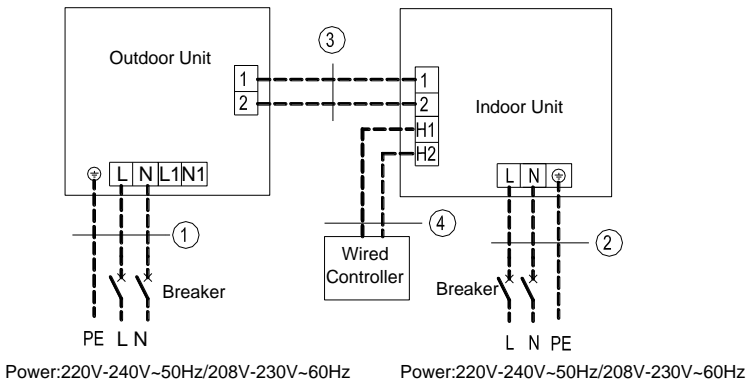 Outdoor Unit
1
2
L N L1 N1
3
1
2
H1
H2
Indoor Unit
L N
1
Breaker
PE L N
4
Wired
Controller
2
Breaker
L N PE
Power:220V-240V~50Hz/208V-230V~60Hz
Power:220V-240V~50Hz/208V-230V~60Hz